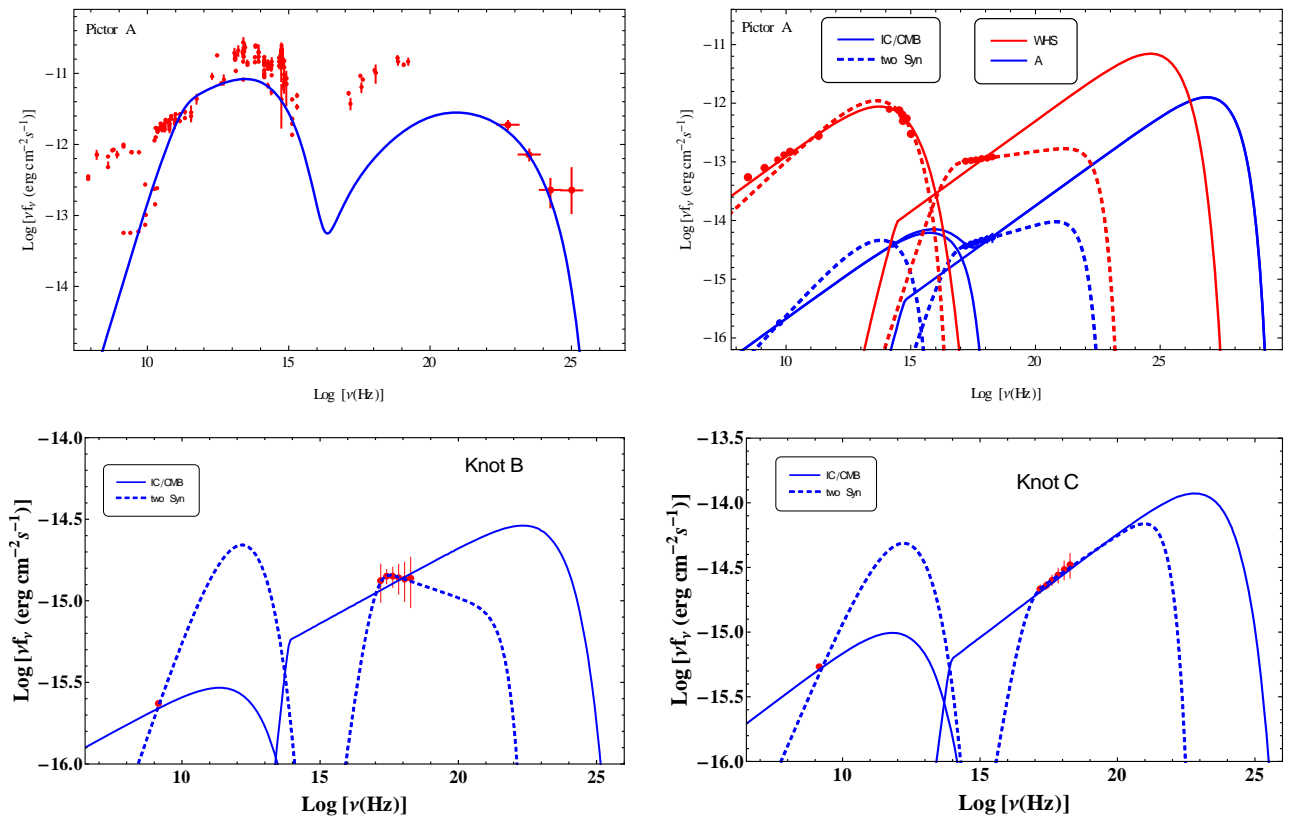 Pictor A
-11
-12
-13
-14
10
15
20
25
Log [νf_ν (erg cm⁻²s⁻¹)]
Log [ν(Hz)]
Pictor A
IC/CMB
two Syn
WHS
A
-11
-12
-13
-14
-15
-16
10
15
20
25
Log [νf_ν (erg cm⁻²s⁻¹)]
Log [ν(Hz)]
Knot B
IC/CMB
two Syn
-14.0
-14.5
-15.0
-15.5
-16.0
10
15
20
25
Log [νf_ν (erg cm⁻²s⁻¹)]
Log [ν(Hz)]
Knot C
IC/CMB
two Syn
-13.5
-14.0
-14.5
-15.0
-15.5
-16.0
10
15
20
25
Log [νf_ν (erg cm⁻²s⁻¹)]
Log [ν(Hz)]